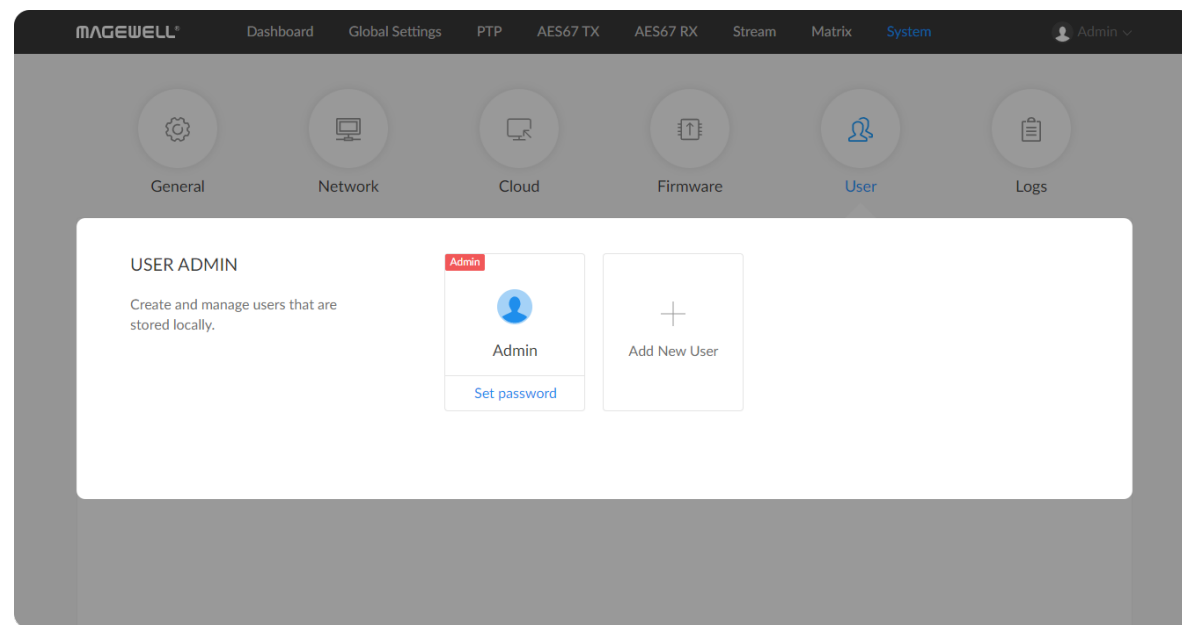 MAGEWELL®
Dashboard
Global Settings
PTP
AES67 TX
AES67 RX
Stream
Matrix
System
Admin
General
Network
Cloud
Firmware
User
Logs
USER ADMIN
Create and manage users that are
stored locally.
Admin
Admin
Set password
Add New User